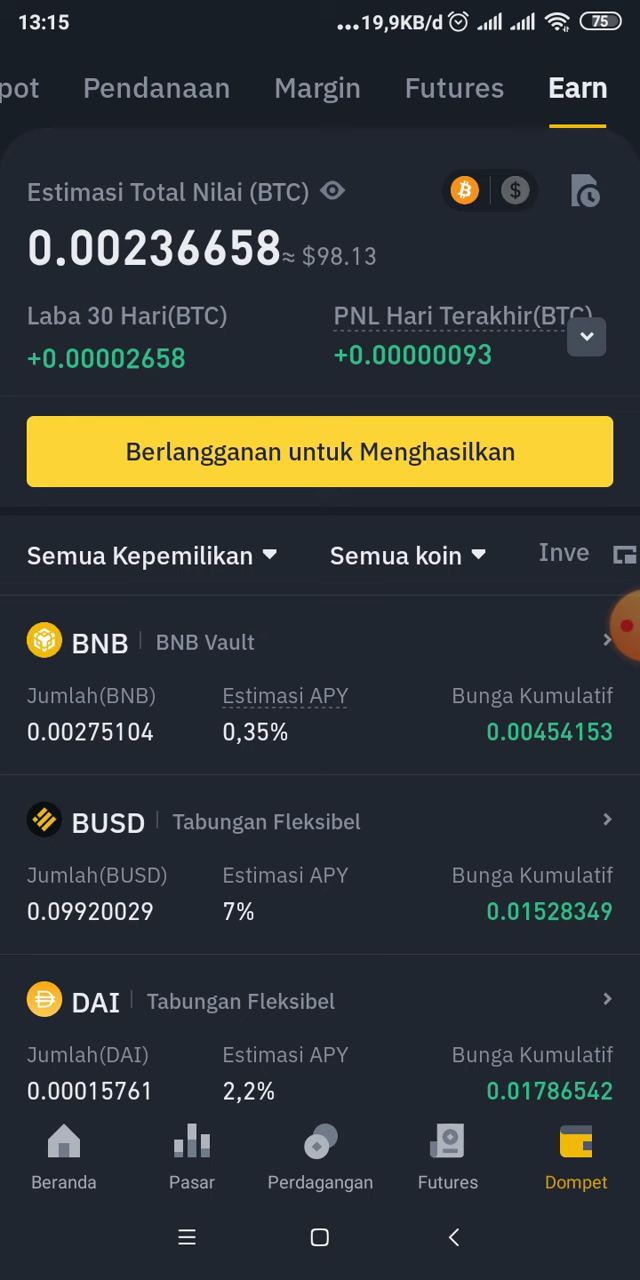 13:15 ...19,9KB/d 75
pot Pendanaan Margin Futures Earn
Estimasi Total Nilai (BTC)
0.00236658≈ $98.13
Laba 30 Hari(BTC) PNL Hari Terakhir(BTC)
+0.00002658 +0.00000093
Berlangganan untuk Menghasilkan
Semua Kepemilikan Semua koin Inve
BNB BNB Vault
Jumlah(BNB) Estimasi APY Bunga Kumulatif
0.00275104 0,35% 0.00454153
BUSD Tabungan Fleksibel
Jumlah(BUSD) Estimasi APY Bunga Kumulatif
0.09920029 7% 0.01528349
DAI Tabungan Fleksibel
Jumlah(DAI) Estimasi APY Bunga Kumulatif
0.00015761 2,2% 0.01786542
Beranda Pasar Perdagangan Futures Dompet